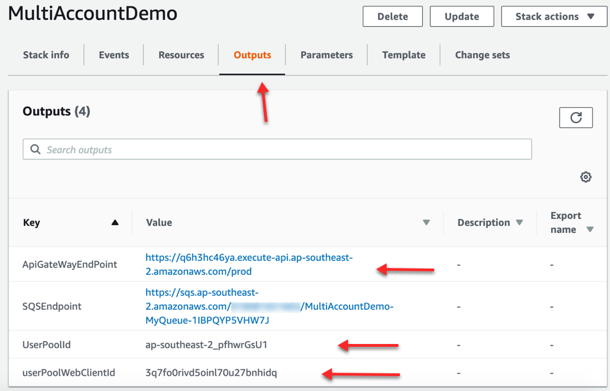 MultiAccountDemo
Delete
Update
Stack actions
Stack info
Events
Resources
Outputs
Parameters
Template
Change sets
Outputs (4)
Search outputs
Key
Value
Description
Export
name
ApiGateWayEndPoint
https://q6h3hc46ya.execute-api.ap-southeast-
2.amazonaws.com/prod
-
-
SQSEndpoint
https://sqs.ap-southeast-
2.amazonaws.com/ /MultiAccountDemo-
MyQueue-1IBPQYP5VHW7J
-
-
UserPoolId
ap-southeast-2_pfhwrGsU1
-
-
userPoolWebClientId
3q7fo0rivd5oinl70u27bnhidq
-
-